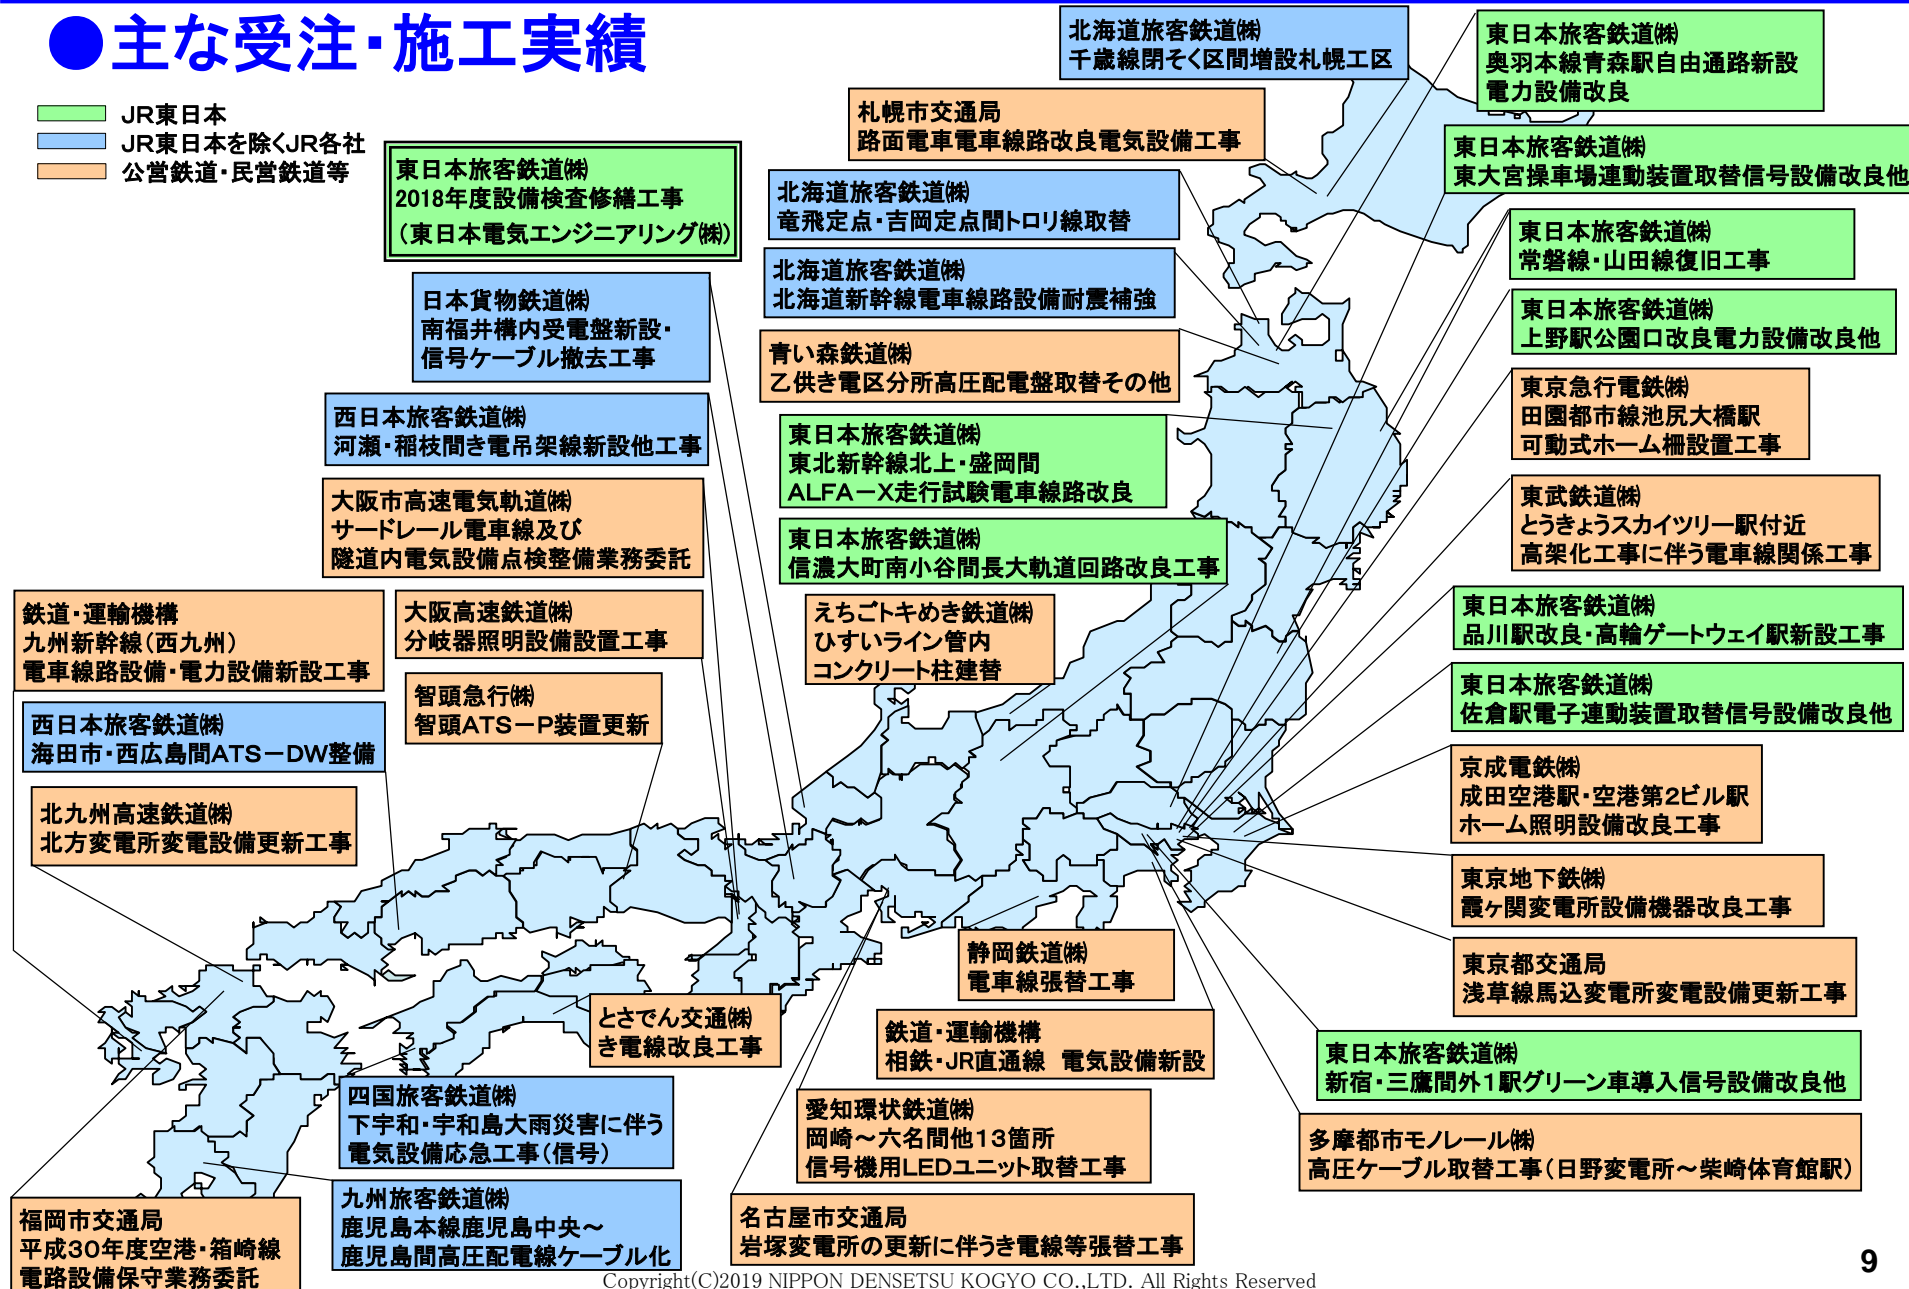 ●主な受注・施工実績
JR東日本
JR東日本を除くJR各社
公営鉄道・民営鉄道等
東日本旅客鉄道㈱
2018年度設備検査修繕工事
（東日本電気エンジニアリング㈱）
日本貨物鉄道㈱
南福井構内受電盤新設・
信号ケーブル撤去工事
西日本旅客鉄道㈱
河瀬・稲枝間き電吊架線新設他工事
大阪市高速電気軌道㈱
サードレール電車線及び
隧道内電気設備点検整備業務委託
鉄道・運輸機構
九州新幹線（西九州）
電車線路設備・電力設備新設工事
大阪高速鉄道㈱
分岐器照明設備設置工事
智頭急行㈱
智頭ATS－P装置更新
西日本旅客鉄道㈱
海田市・西広島間ATS－DW整備
北九州高速鉄道㈱
北方変電所変電設備更新工事
北海道旅客鉄道㈱
千歳線閉そく区間増設札幌工区
札幌市交通局
路面電車電車線路改良電気設備工事
北海道旅客鉄道㈱
竜飛定点・吉岡定点間トロリ線取替
北海道旅客鉄道㈱
北海道新幹線電車線路設備耐震補強
青い森鉄道㈱
乙供き電区分所高圧配電盤取替その他
東日本旅客鉄道㈱
東北新幹線北上・盛岡間
ALFA－X走行試験電車線路改良
東日本旅客鉄道㈱
信濃大町南小谷間長大軌道回路改良工事
えちごトキめき鉄道㈱
ひすいライン管内
コンクリート柱建替
東日本旅客鉄道㈱
奥羽本線青森駅自由通路新設
電力設備改良
東日本旅客鉄道㈱
東大宮操車場連動装置取替信号設備改良他
東日本旅客鉄道㈱
常磐線・山田線復旧工事
東日本旅客鉄道㈱
上野駅公園口改良電力設備改良他
東京急行電鉄㈱
田園都市線池尻大橋駅
可動式ホーム柵設置工事
東武鉄道㈱
とうきょうスカイツリー駅付近
高架化工事に伴う電車線関係工事
東日本旅客鉄道㈱
品川駅改良・高輪ゲートウェイ駅新設工事
東日本旅客鉄道㈱
佐倉駅電子連動装置取替信号設備改良他
京成電鉄㈱
成田空港駅・空港第2ビル駅
ホーム照明設備改良工事
東京地下鉄㈱
霞ヶ関変電所設備機器改良工事
東京都交通局
浅草線馬込変電所変電設備更新工事
東日本旅客鉄道㈱
新宿・三鷹間外1駅グリーン車導入信号設備改良他
多摩都市モノレール㈱
高圧ケーブル取替工事（日野変電所～柴崎体育館駅）
静岡鉄道㈱
電車線張替工事
鉄道・運輸機構
相鉄・JR直通線　電気設備新設
愛知環状鉄道㈱
岡崎～六名間他13箇所
信号機用LEDユニット取替工事
名古屋市交通局
岩塚変電所の更新に伴うき電線等張替工事
とさでん交通㈱
き電線改良工事
四国旅客鉄道㈱
下宇和・宇和島大雨災害に伴う
電気設備応急工事（信号）
九州旅客鉄道㈱
鹿児島本線鹿児島中央～
鹿児島間高圧配電線ケーブル化
福岡市交通局
平成30年度空港・箱崎線
電路設備保守業務委託
Copyright(C)2019 NIPPON DENSETSU KOGYO CO.,LTD. All Rights Reserved
9